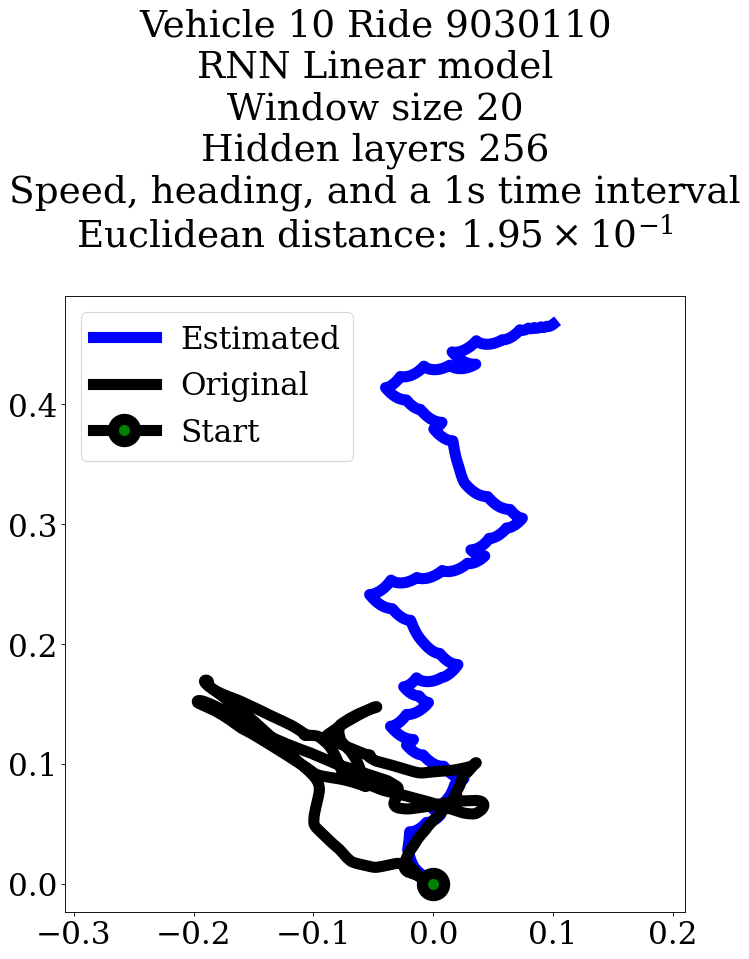 Vehicle 10 Ride 9030110
RNN Linear model
Window size 20
Hidden layers 256
Speed, heading, and a 1s time interval
Euclidean distance: 1.95 × 10⁻¹
Estimated
Original
Start
0.4
0.3
0.2
0.1
0.0
−0.3 −0.2 −0.1 0.0 0.1 0.2